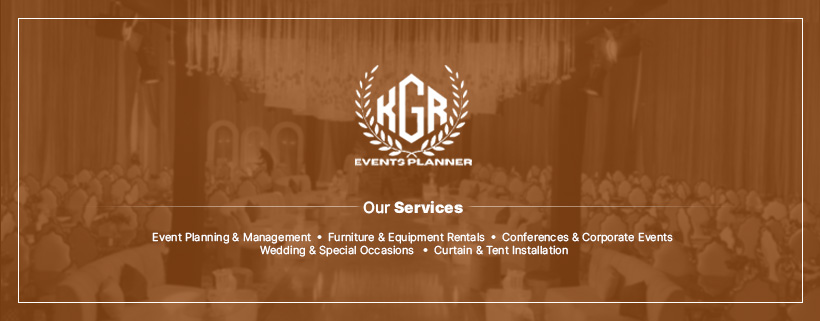 KGR
EVENTS PLANNER
Our Services
Event Planning & Management • Furniture & Equipment Rentals • Conferences & Corporate Events
Wedding & Special Occasions • Curtain & Tent Installation